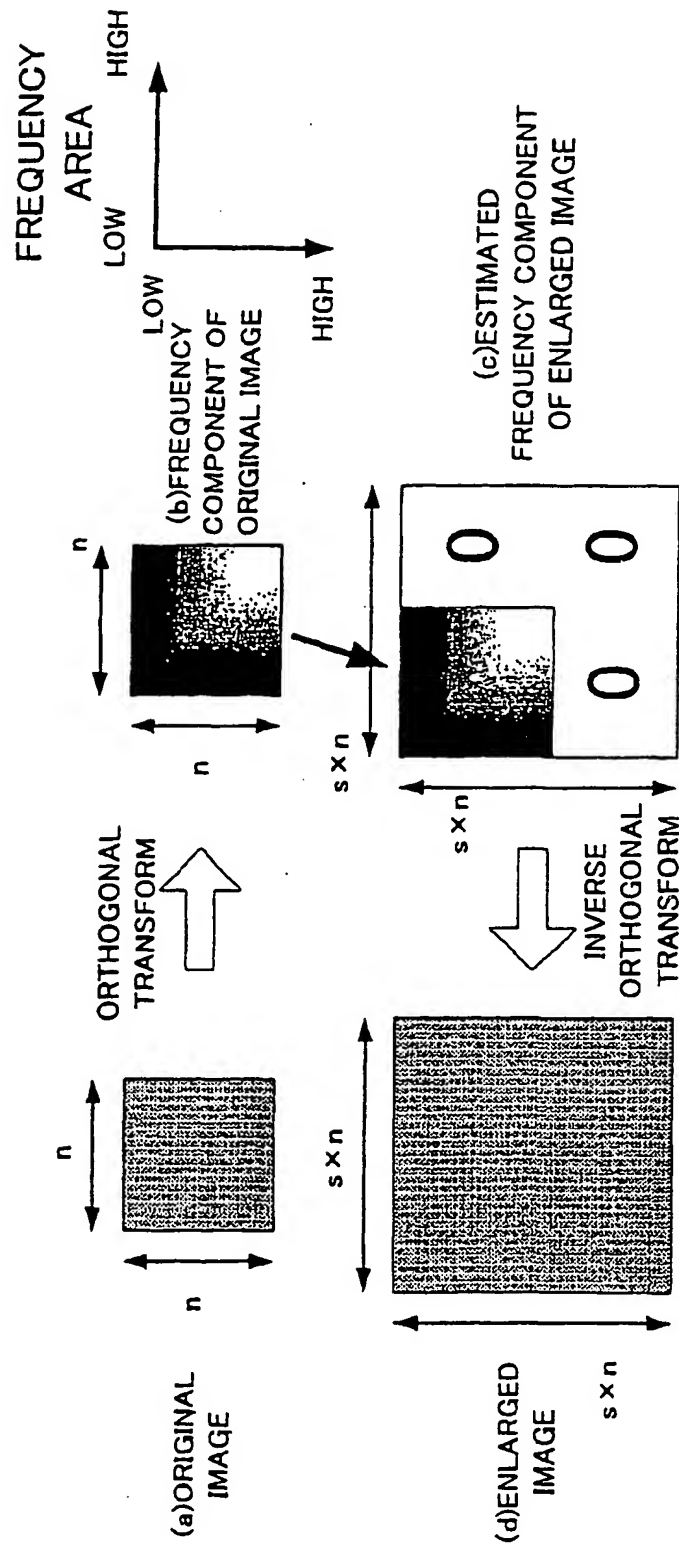 (a)ORIGINAL
IMAGE
n
n
ORTHOGONAL
TRANSFORM
n
n
(b)FREQUENCY
COMPONENT OF
ORIGINAL IMAGE
FREQUENCY
AREA
LOW
HIGH
LOW
HIGH
(d)ENLARGED
IMAGE
s×n
s×n
INVERSE
ORTHOGONAL
TRANSFORM
s×n
s×n
0
0
0
(c)ESTIMATED
FREQUENCY COMPONENT
OF ENLARGED IMAGE